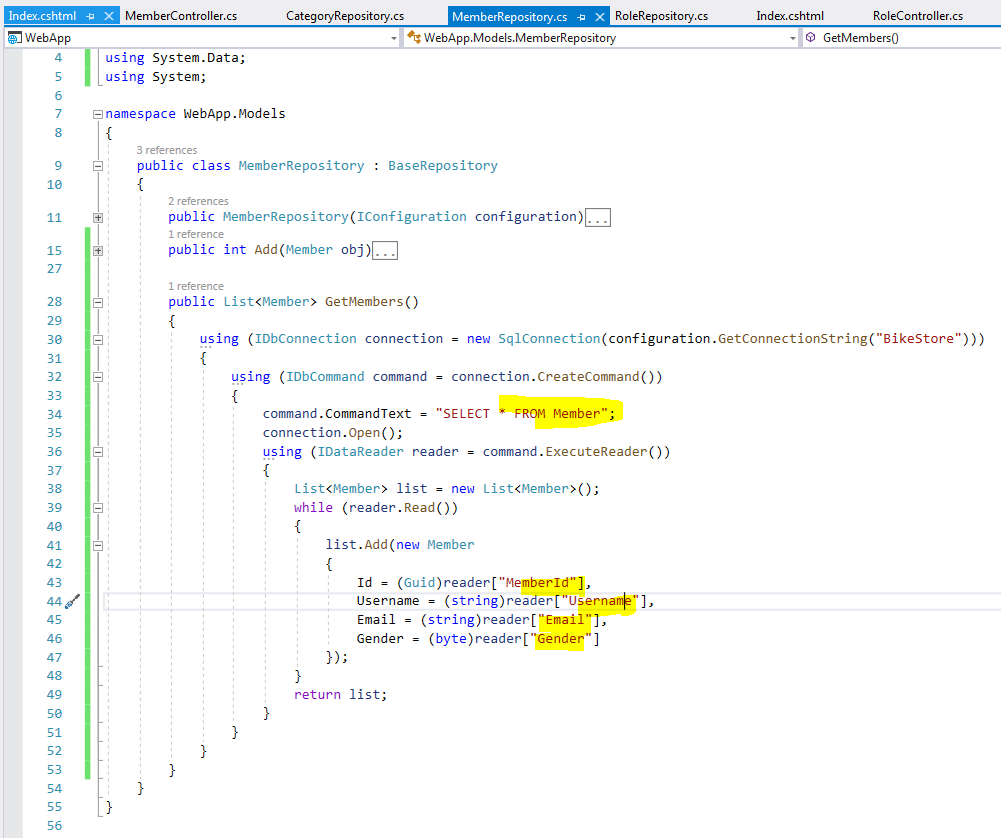 Index.cshtml MemberController.cs CategoryRepository.cs MemberRepository.cs RoleRepository.cs Index.cshtml RoleController.cs
WebApp WebApp.Models.MemberRepository GetMembers()
4 using System.Data;
5 using System;
6
7 namespace WebApp.Models
8 {
3 references
9 public class MemberRepository : BaseRepository
10 {
2 references
11 public MemberRepository(IConfiguration configuration)...
1 reference
15 public int Add(Member obj)...
27
1 reference
28 public List<Member> GetMembers()
29 {
30 using (IDbConnection connection = new SqlConnection(configuration.GetConnectionString("BikeStore")))
31 {
32 using (IDbCommand command = connection.CreateCommand())
33 {
34 command.CommandText = "SELECT * FROM Member";
35 connection.Open();
36 using (IDataReader reader = command.ExecuteReader())
37 {
38 List<Member> list = new List<Member>();
39 while (reader.Read())
40 {
41 list.Add(new Member
42 {
43 Id = (Guid)reader["MemberId"],
44 Username = (string)reader["Username"],
45 Email = (string)reader["Email"],
46 Gender = (byte)reader["Gender"]
47 });
48 }
49 return list;
50 }
51 }
52 }
53 }
54 }
55 }
56